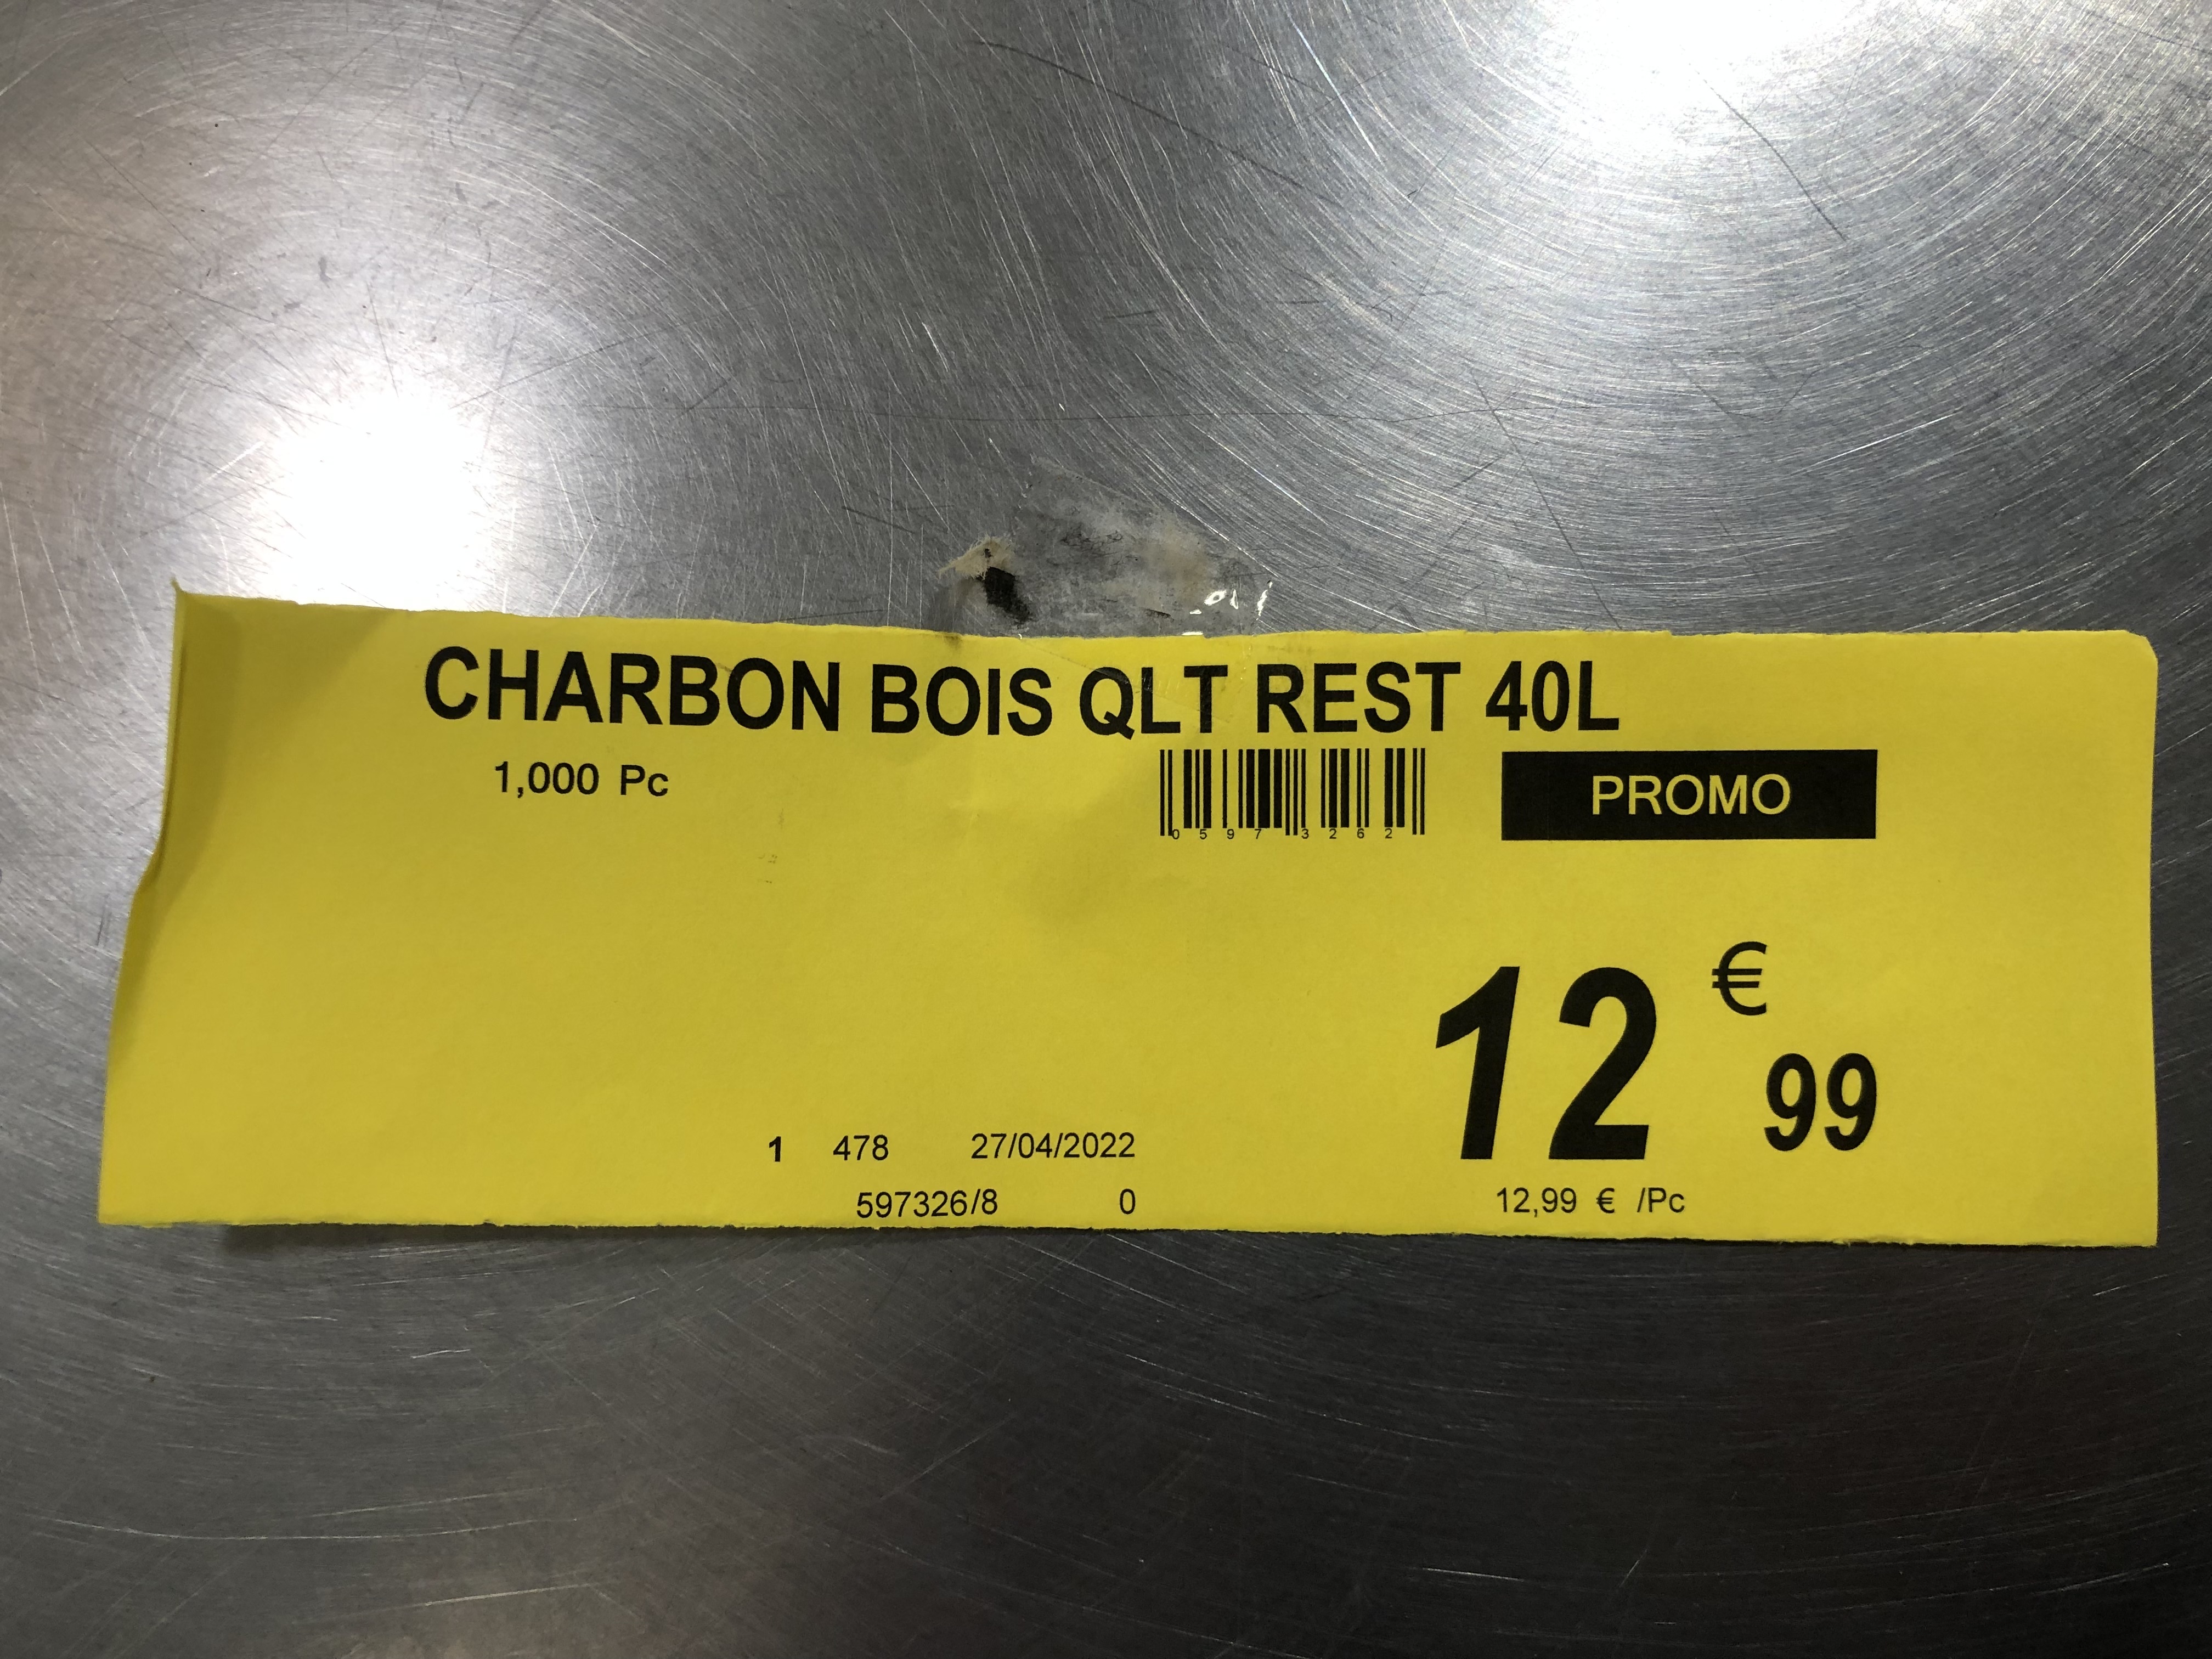 CHARBON BOIS QLT REST 40L
1,000 Pc
0 5 9 7 3 2 6 2
PROMO
12 € 99
1 478 27/04/2022
597326/8 0
12,99 € /Pc